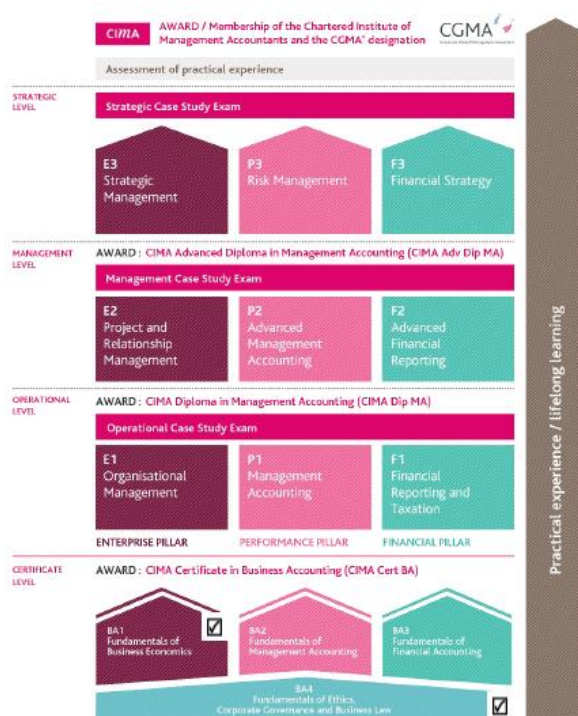 CIMA
AWARD / Membership of the Chartered Institute of
Management Accountants and the CGMA® designation
CGMA
Assessment of practical experience
STRATEGIC
LEVEL
Strategic Case Study Exam
E3
Strategic
Management
P3
Risk Management
F3
Financial Strategy
MANAGEMENT
LEVEL
AWARD : CIMA Advanced Diploma in Management Accounting (CIMA Adv Dip MA)
Management Case Study Exam
E2
Project and
Relationship
Management
P2
Advanced
Management
Accounting
F2
Advanced
Financial
Reporting
OPERATIONAL
LEVEL
AWARD : CIMA Diploma in Management Accounting (CIMA Dip MA)
Operational Case Study Exam
E1
Organisational
Management
P1
Management
Accounting
F1
Financial
Reporting and
Taxation
ENTERPRISE PILLAR
PERFORMANCE PILLAR
FINANCIAL PILLAR
CERTIFICATE
LEVEL
AWARD : CIMA Certificate in Business Accounting (CIMA Cert BA)
BA1
Fundamentals of
Business Economics
BA2
Fundamentals of
Management Accounting
BA3
Fundamentals of
Financial Accounting
BA4
Fundamentals of Ethics,
Corporate Governance and Business Law
Practical experience / lifelong learning